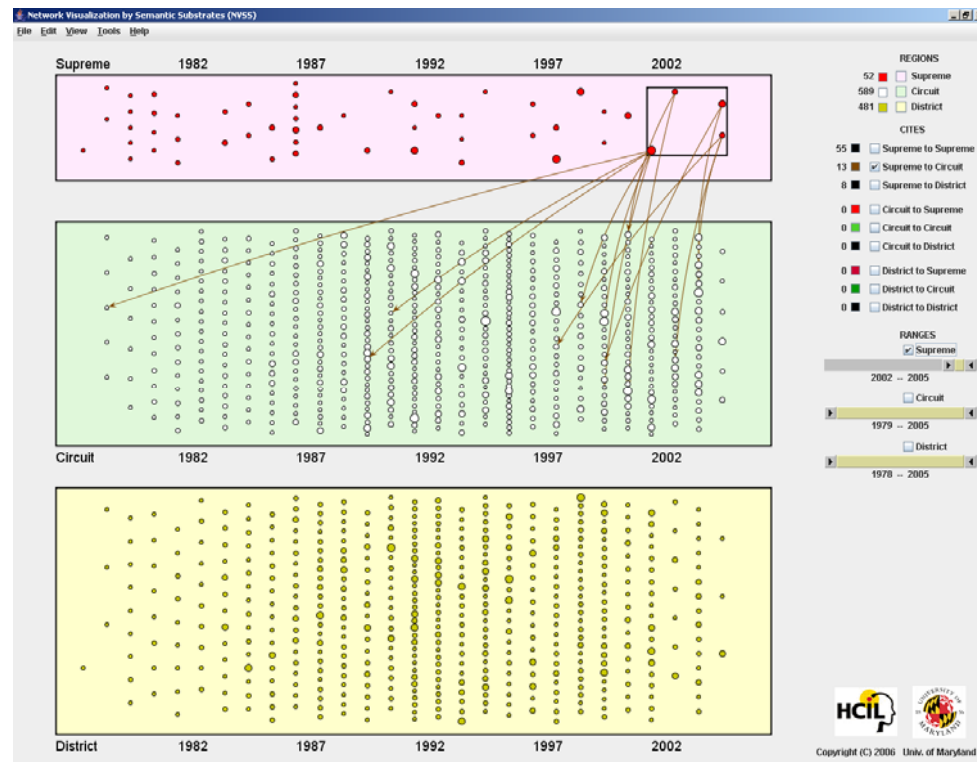 Network Visualization by Semantic Substrates (NVSS)
File Edit View Tools Help
Supreme 1982 1987 1992 1997 2002
Circuit 1982 1987 1992 1997 2002
District 1982 1987 1992 1997 2002
REGIONS
52 Supreme
589 Circuit
481 District
CITES
55 Supreme to Supreme
13 Supreme to Circuit
8 Supreme to District
0 Circuit to Supreme
0 Circuit to Circuit
0 Circuit to District
0 District to Supreme
0 District to Circuit
0 District to District
RANGES
Supreme
2002 -- 2005
Circuit
1979 -- 2005
District
1978 -- 2005
HCIL
UNIVERSITY OF
MARYLAND
Copyright (C) 2006 Univ. of Maryland